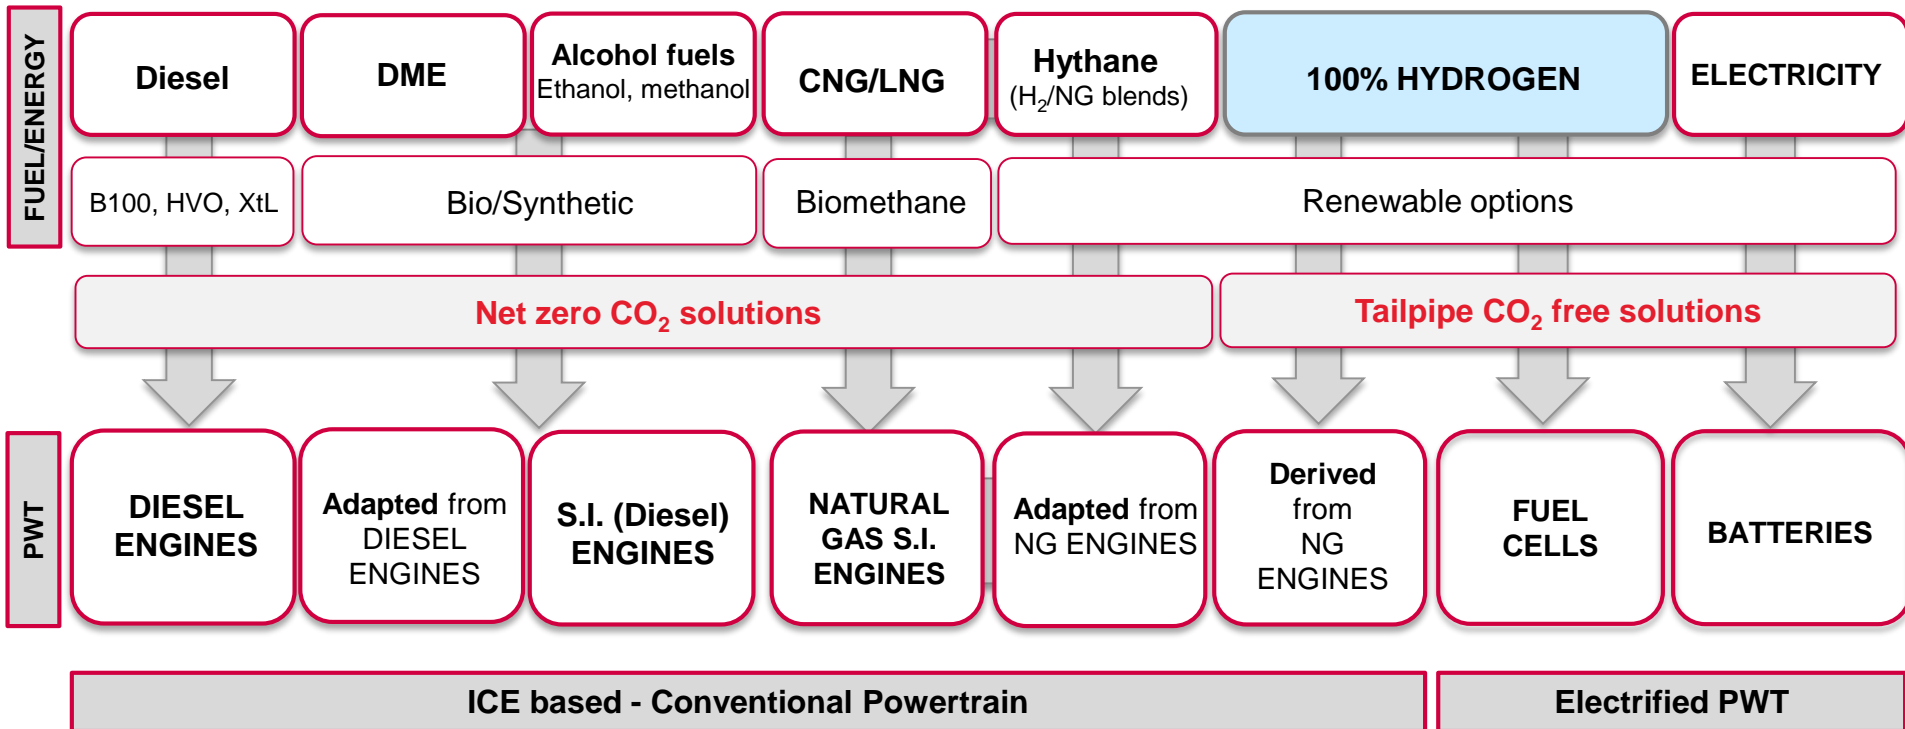 FUEL/ENERGY
Diesel
DME
Alcohol fuels
Ethanol, methanol
CNG/LNG
Hythane
(H₂/NG blends)
100% HYDROGEN
ELECTRICITY
B100, HVO, XtL
Bio/Synthetic
Biomethane
Renewable options
Net zero CO₂ solutions
Tailpipe CO₂ free solutions
PWT
DIESEL
ENGINES
Adapted from
DIESEL
ENGINES
S.I. (Diesel)
ENGINES
NATURAL
GAS S.I.
ENGINES
Adapted from
NG ENGINES
Derived
from
NG
ENGINES
FUEL
CELLS
BATTERIES
ICE based - Conventional Powertrain
Electrified PWT